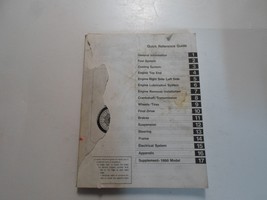 Quick Reference Guide
General Information 1
Fuel System 2
Cooling System 3
Engine Top End 4
Engine Right Side/Left Side 5
Engine Lubrication System 6
Engine Removal/Installation 7
Crankshaft/Transmission 8
Wheels/Tires 9
Final Drive 10
Brakes 11
Suspension 12
Steering 13
Frame 14
Electrical System 15
Appendix 16
Supplement-1988 Model 17